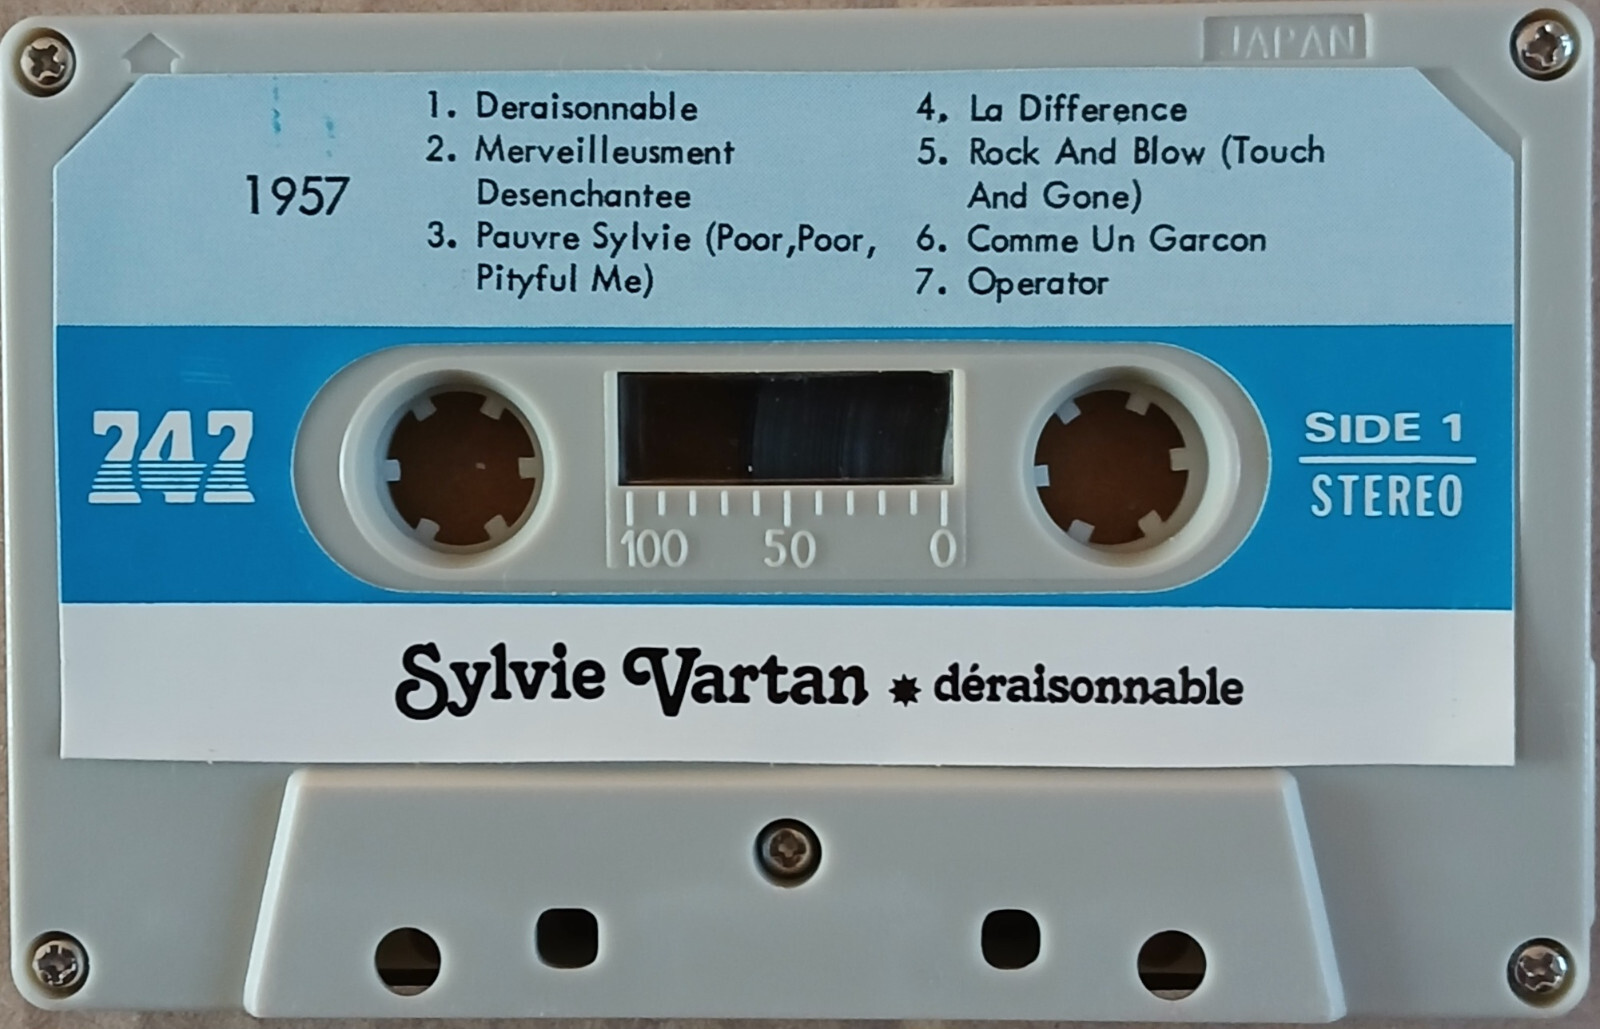 JAPAN
1957
1. Deraisonnable
2. Merveilleusment
Desenchantee
3. Pauvre Sylvie (Poor,Poor,
Pityful Me)
4. La Difference
5. Rock And Blow (Touch
And Gone)
6. Comme Un Garcon
7. Operator
747
SIDE 1
STEREO
100 50 0
Sylvie Vartan ✷ déraisonnable